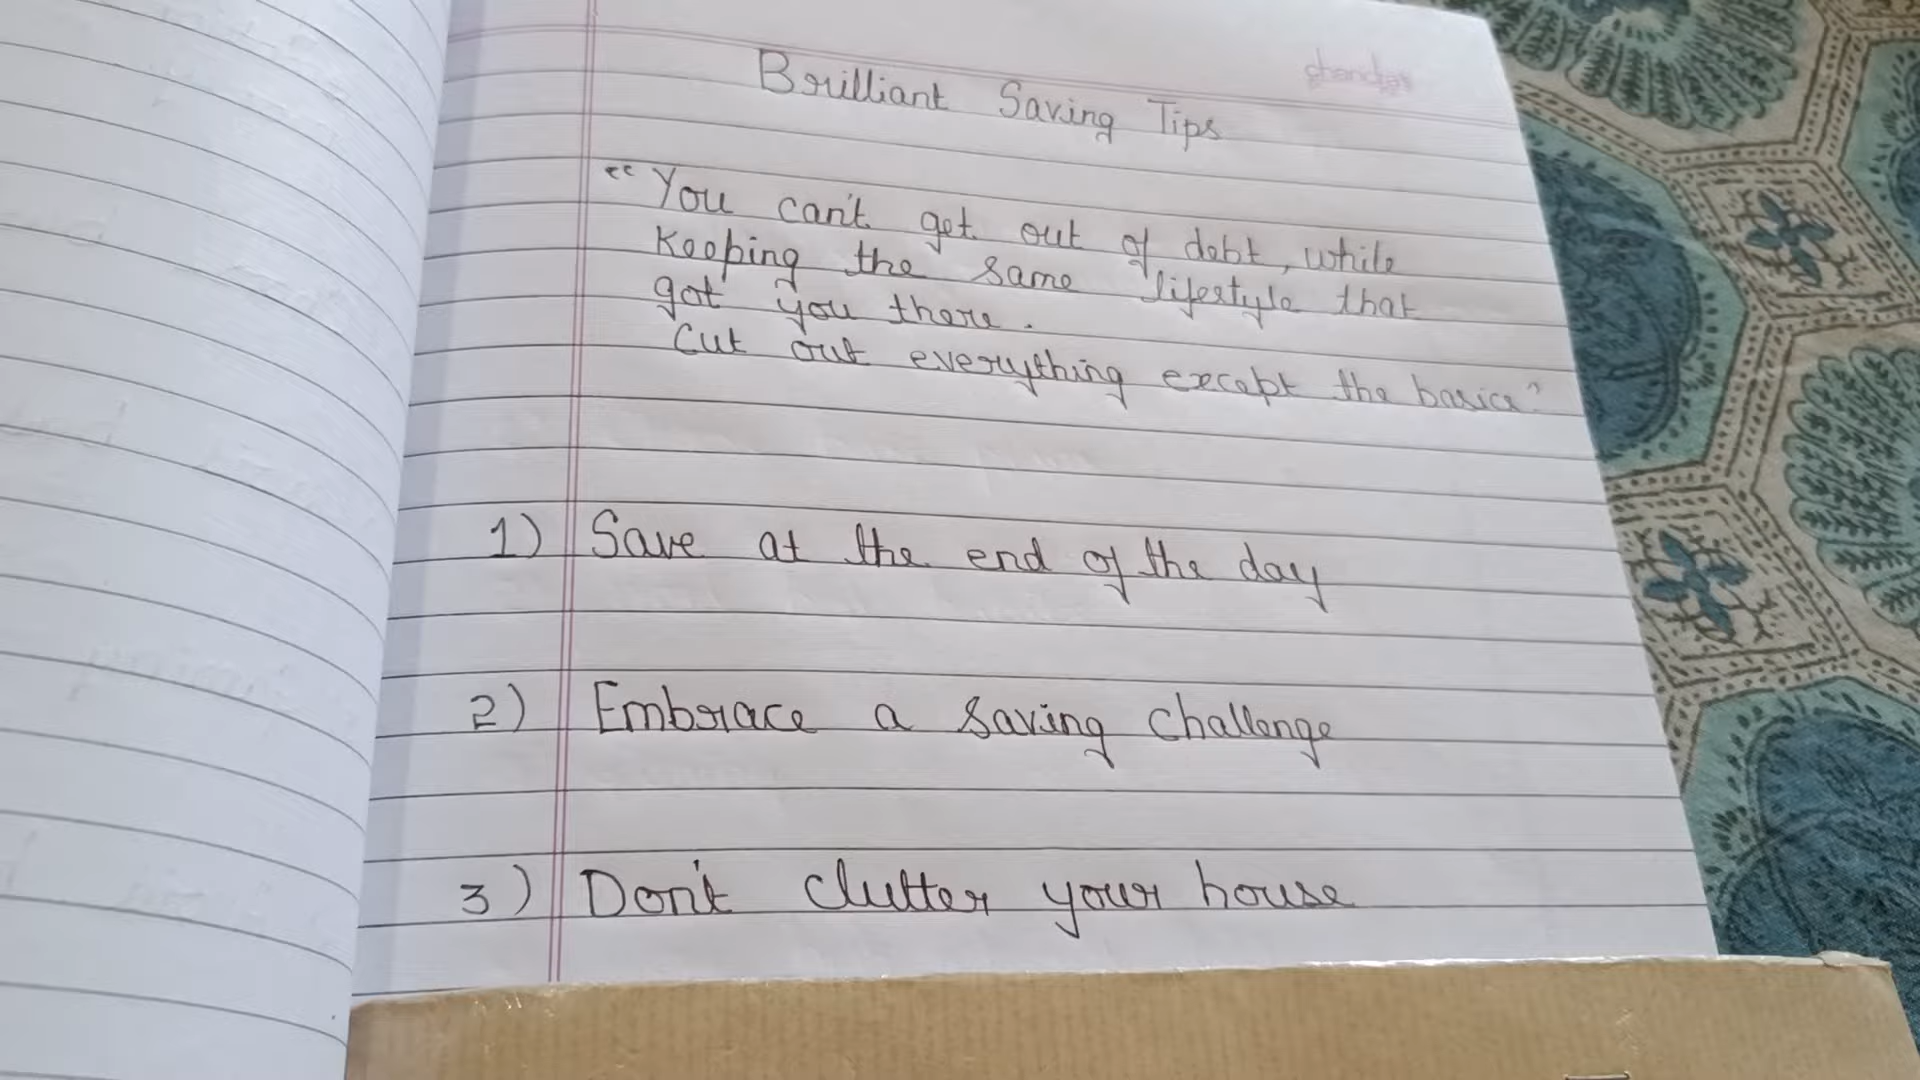 Brilliant Saving Tips
"You can't get out of debt, while
keeping the same lifestyle that
got you there.
Cut out everything except the basics"
1) Save at the end of the day
2) Embrace a saving challenge
3) Don't clutter your house